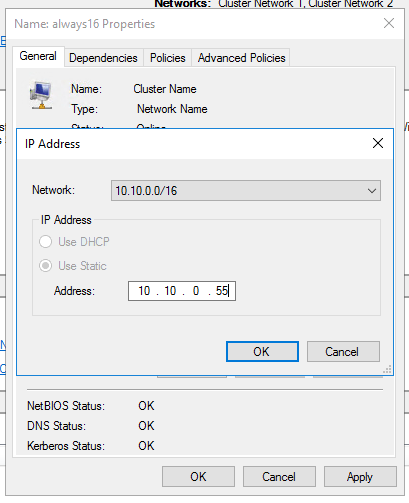 Networks: Cluster Network 1, Cluster Network 2
Name: always16 Properties
General Dependencies Policies Advanced Policies
Name: Cluster Name
Type: Network Name
Status: Online
IP Address
Network: 10.10.0.0/16
IP Address
Use DHCP
Use Static
Address: 10 . 10 . 0 . 55
OK Cancel
NetBIOS Status: OK
DNS Status: OK
Kerberos Status: OK
OK Cancel Apply